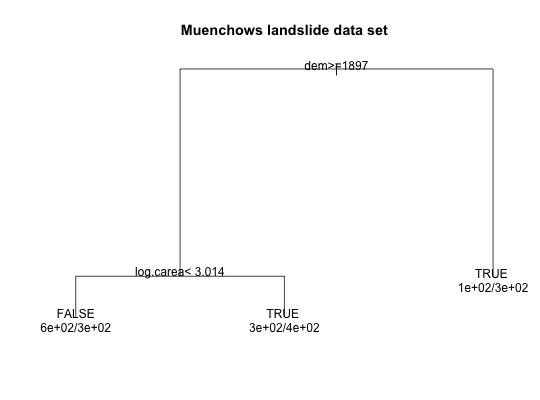 Muenchows landslide data set
dem>=1897
log.carea< 3.014
TRUE
1e+02/3e+02
FALSE
6e+02/3e+02
TRUE
3e+02/4e+02